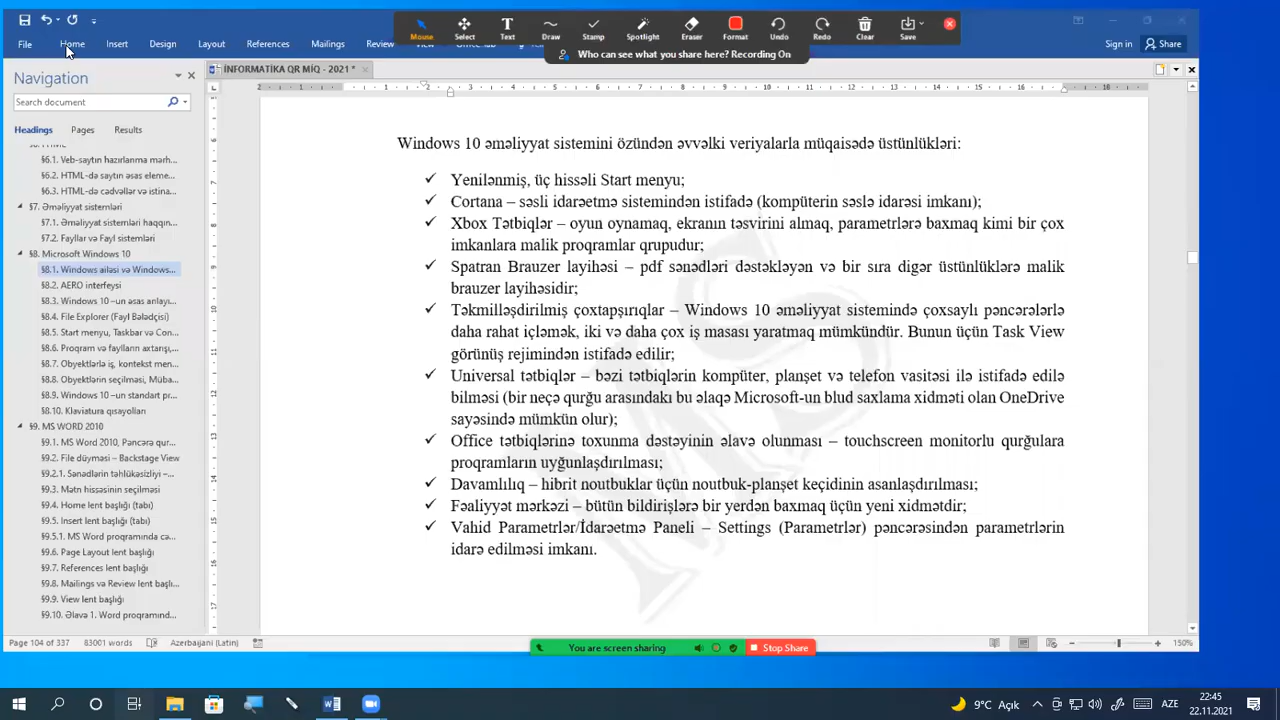 Mouse Select Text Draw Stamp Spotlight Eraser Format Undo Redo Clear Save
File Home Insert Design Layout References Mailings Review Sign in Share
Who can see what you share here? Recording On
Navigation
İNFORMATİKA QR MİQ - 2021 *
Search document
Headings Pages Results
§6.1. Veb-saytın hazırlanma mərh...
§6.2. HTML-də saytın əsas eleme...
§6.3. HTML-də cədvəllər və istina...
§7. Əməliyyat sistemləri
§7.1. Əməliyyat sistemləri haqqın...
§7.2. Fayllar və Fayl sistemləri
§8. Microsoft Windows 10
§8.1. Windows ailəsi və Windows...
§8.2. AERO interfeysi
§8.3. Windows 10 –un əsas anlayı...
§8.4. File Explorer (Fayl Bələdçisi)
§8.5. Start menyu, Taskbar və Con...
§8.6. Proqram və faylların axtarışı,...
§8.7. Obyektlərlə iş, kontekst men...
§8.8. Obyektlərin seçilməsi, Müba...
§8.9. Windows 10 –un standart pr...
§8.10. Klaviatura qısayolları
§9. MS WORD 2010
§9.1. MS Word 2010, Pəncərə qur...
§9.2. File düyməsi – Backstage View
§9.2.1. Sənədlərin təhlükəsizliyi –...
§9.3. Mətn hissəsinin seçilməsi
§9.4. Home lent başlığı (tabı)
§9.5. Insert lent başlığı (tabı)
§9.5.1. MS Word proqramında cə...
§9.6. Page Layout lent başlığı
§9.7. References lent başlığı
§9.8. Mailings və Review lent başlı...
§9.9. View lent başlığı
§9.10. Əlavə 1. Word proqramınd...
Windows 10 əməliyyat sistemini özündən əvvəlki veriyalarla müqaisədə üstünlükləri:
✓ Yenilənmiş, üç hissəli Start menyu;
✓ Cortana – səsli idarəetmə sistemindən istifadə (kompüterin səslə idarəsi imkanı);
✓ Xbox Tətbiqlər – oyun oynamaq, ekranın təsvirini almaq, parametrlərə baxmaq kimi bir çox
imkanlara malik proqramlar qrupudur;
✓ Spatran Brauzer layihəsi – pdf sənədləri dəstəkləyən və bir sıra digər üstünlüklərə malik
brauzer layihəsidir;
✓ Təkmilləşdirilmiş çoxtapşırıqlar – Windows 10 əməliyyat sistemində çoxsaylı pəncərələrlə
daha rahat içləmək, iki və daha çox iş masası yaratmaq mümkündür. Bunun üçün Task View
görünüş rejimindən istifadə edilir;
✓ Universal tətbiqlər – bəzi tətbiqlərin kompüter, planşet və telefon vasitəsi ilə istifadə edilə
bilməsi (bir neçə qurğu arasındakı bu əlaqə Microsoft-un blud saxlama xidməti olan OneDrive
sayəsində mümkün olur);
✓ Office tətbiqlərinə toxunma dəstəyinin əlavə olunması – touchscreen monitorlu qurğulara
proqramların uyğunlaşdırılması;
✓ Davamlılıq – hibrit noutbuklar üçün noutbuk-planşet keçidinin asanlaşdırılması;
✓ Fəaliyyət mərkəzi – bütün bildirişlərə bir yerdən baxmaq üçün yeni xidmətdir;
✓ Vahid Parametrlər/İdarəetmə Paneli – Settings (Parametrlər) pəncərəsindən parametrlərin
idarə edilməsi imkanı.
Page 104 of 337 83001 words Azerbaijani (Latin) 150%
You are screen sharing Stop Share
9°C Açık AZE 22:45
22.11.2021